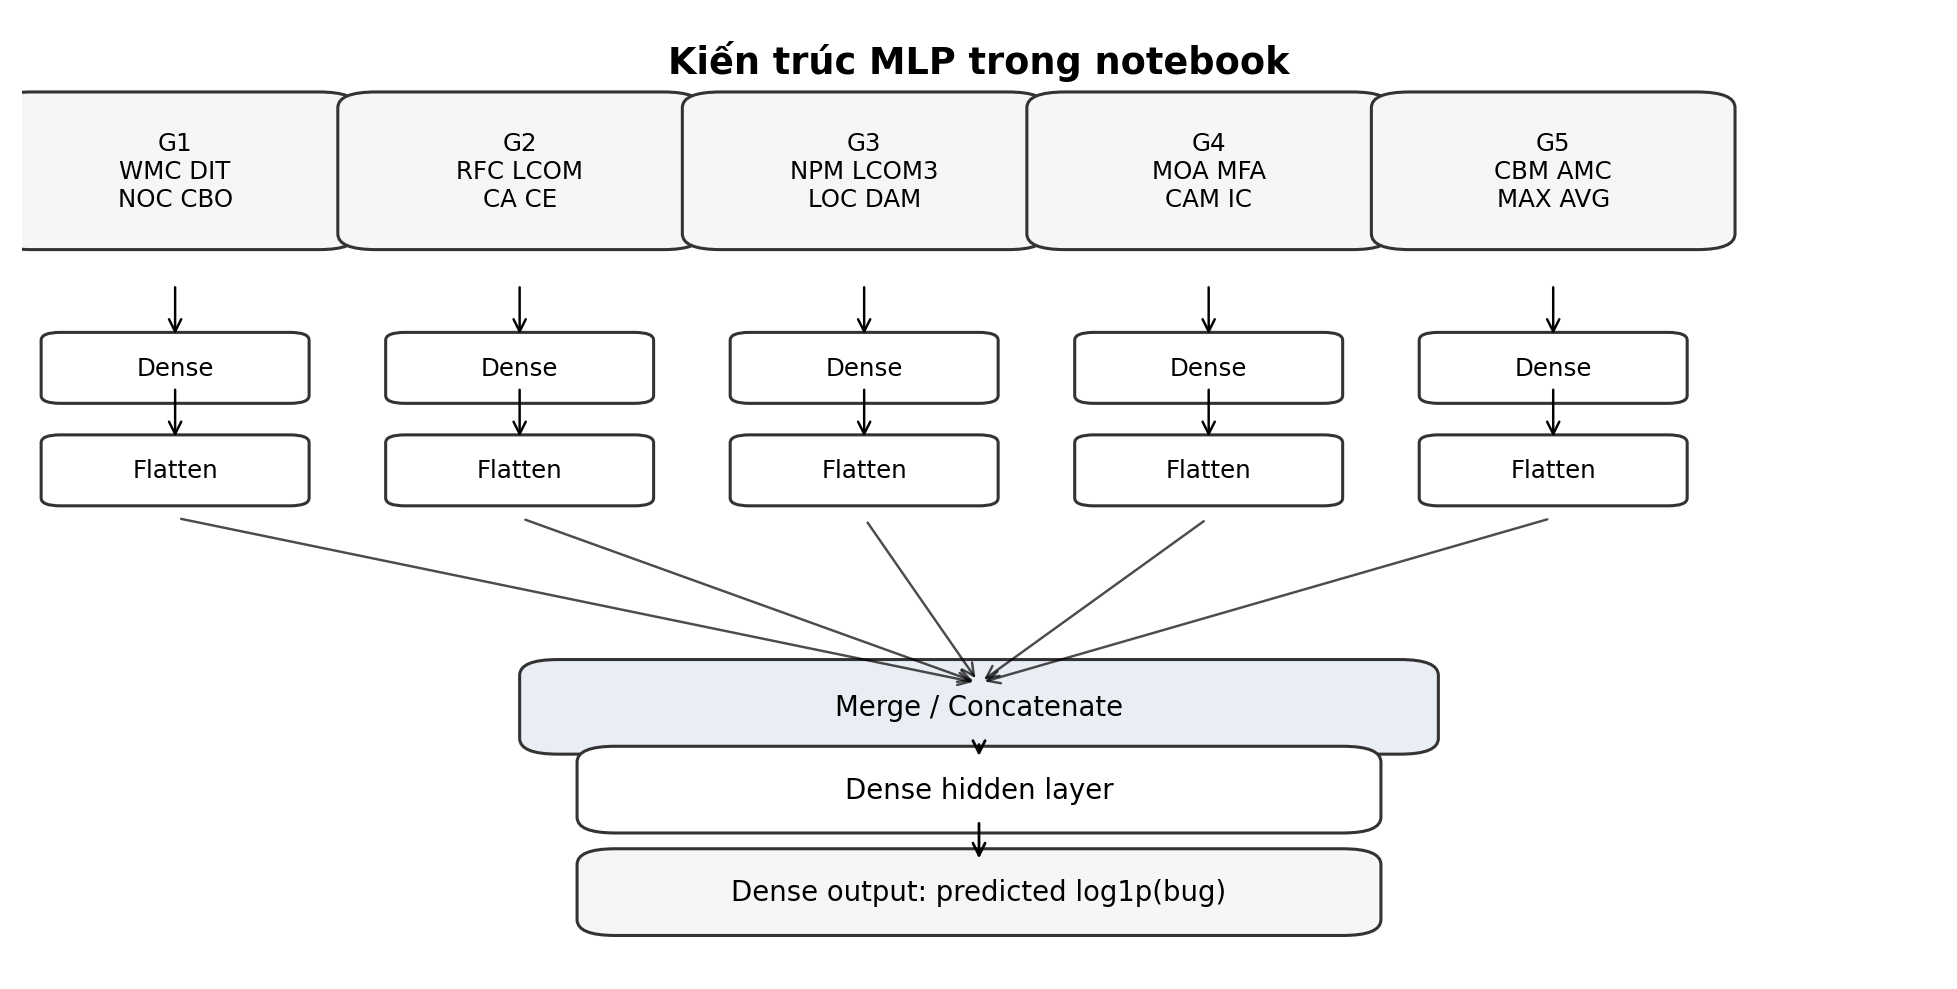 Kiến trúc MLP trong notebook
G1
WMC DIT
NOC CBO
G2
RFC LCOM
CA CE
G3
NPM LCOM3
LOC DAM
G4
MOA MFA
CAM IC
G5
CBM AMC
MAX AVG
Dense
Dense
Dense
Dense
Dense
Flatten
Flatten
Flatten
Flatten
Flatten
Merge / Concatenate
Dense hidden layer
Dense output: predicted log1p(bug)